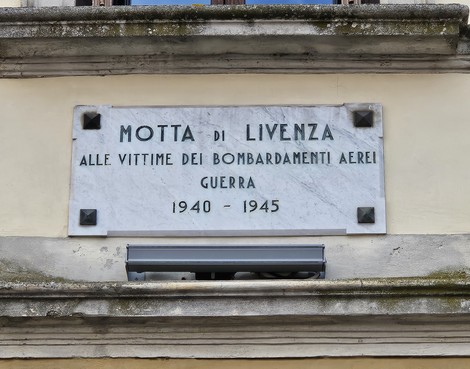 MOTTA DI LIVENZA
ALLE VITTIME DEI BOMBARDAMENTI AEREI
GUERRA
1940 - 1945